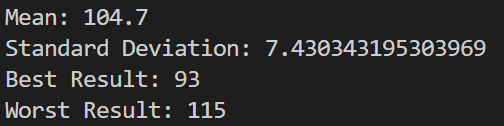 Mean: 104.7
Standard Deviation: 7.430343195303969
Best Result: 93
Worst Result: 115